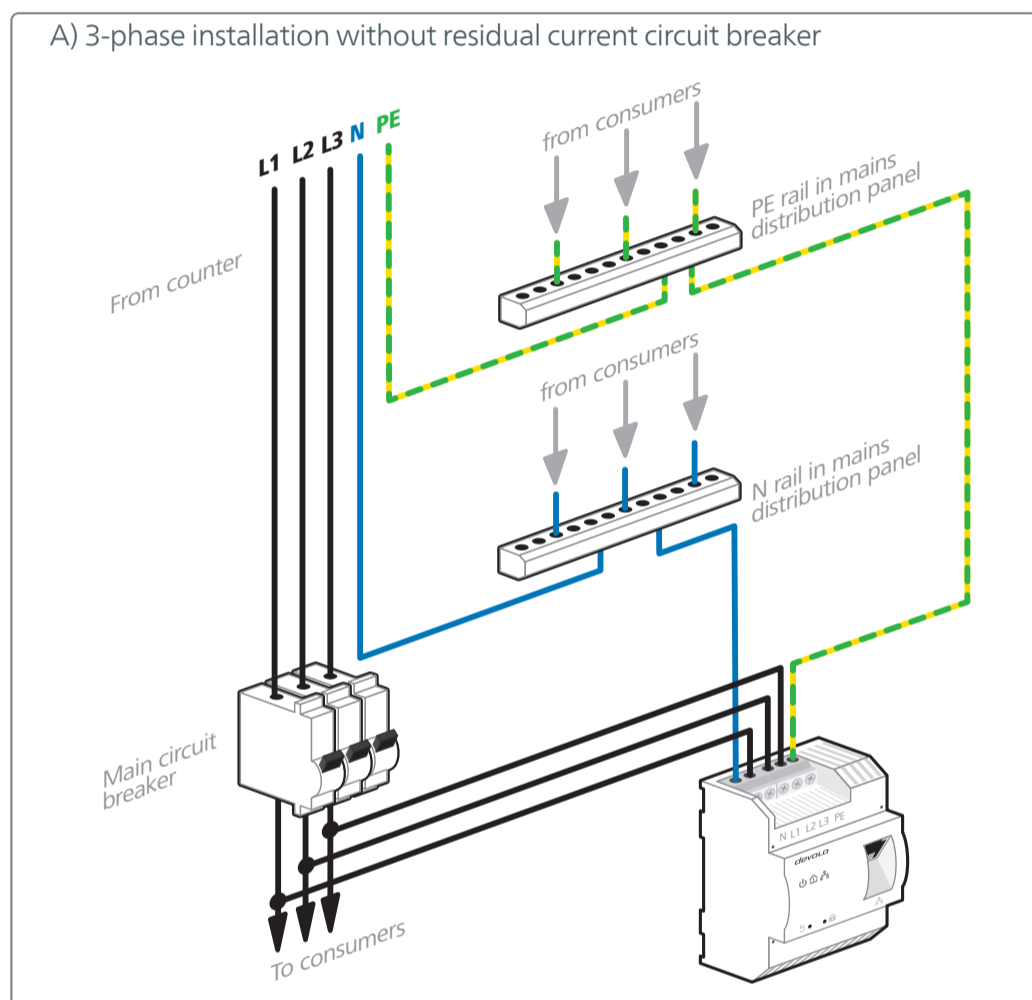 A) 3-phase installation without residual current circuit breaker
L1 L2 L3 N PE
from consumers
PE rail in mains
distribution panel
From counter
from consumers
N rail in mains
distribution panel
Main circuit
breaker
N L1 L2 L3 PE
devolo
To consumers